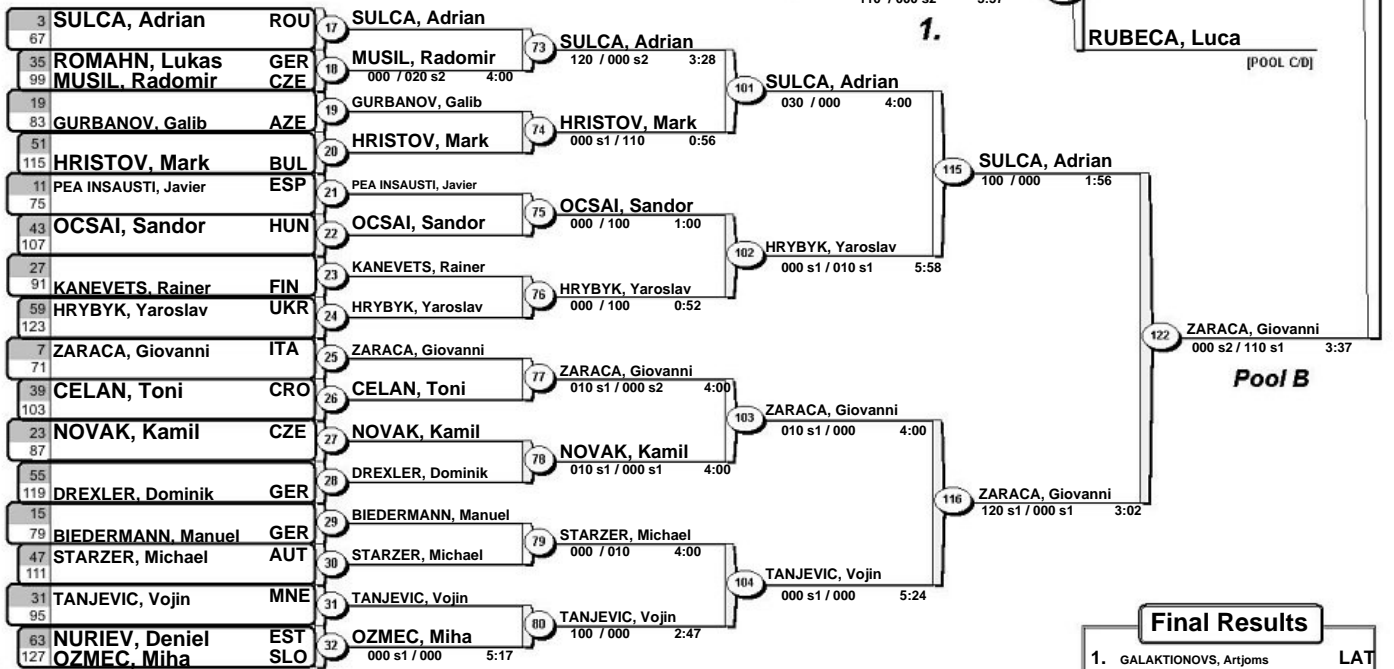 3 SULCA, Adrian ROU
67
35 ROMAHN, Lukas GER
99 MUSIL, Radomir CZE
19
83 GURBANOV, Galib AZE
51
115 HRISTOV, Mark BUL
11 PEA INSAUSTI, Javier ESP
75
43 OCSAI, Sandor HUN
107
27
91 KANEVETS, Rainer FIN
59 HRYBYK, Yaroslav UKR
123
7 ZARACA, Giovanni ITA
71
39 CELAN, Toni CRO
103
23 NOVAK, Kamil CZE
87
55
119 DREXLER, Dominik GER
15
79 BIEDERMANN, Manuel GER
47 STARZER, Michael AUT
111
31 TANJEVIC, Vojin MNE
95
63 NURIEV, Deniel EST
127 OZMEC, Miha SLO
17 SULCA, Adrian
18 MUSIL, Radomir
000 / 020 s2 4:00
19 GURBANOV, Galib
20 HRISTOV, Mark
21 PEA INSAUSTI, Javier
22 OCSAI, Sandor
23 KANEVETS, Rainer
24 HRYBYK, Yaroslav
25 ZARACA, Giovanni
26 CELAN, Toni
27 NOVAK, Kamil
28 DREXLER, Dominik
29 BIEDERMANN, Manuel
30 STARZER, Michael
31 TANJEVIC, Vojin
32 OZMEC, Miha
000 s1 / 000 5:17
73 SULCA, Adrian
120 / 000 s2 3:28
74 HRISTOV, Mark
000 s1 / 110 0:56
75 OCSAI, Sandor
000 / 100 1:00
76 HRYBYK, Yaroslav
000 / 100 0:52
77 ZARACA, Giovanni
010 s1 / 000 s2 4:00
78 NOVAK, Kamil
010 s1 / 000 s1 4:00
79 STARZER, Michael
000 / 010 4:00
80 TANJEVIC, Vojin
100 / 000 2:47
101 SULCA, Adrian
030 / 000 4:00
102 HRYBYK, Yaroslav
000 s1 / 010 s1 5:58
103 ZARACA, Giovanni
010 s1 / 000 4:00
104 TANJEVIC, Vojin
000 s1 / 000 5:24
115 SULCA, Adrian
100 / 000 1:56
116 ZARACA, Giovanni
120 s1 / 000 s1 3:02
122 ZARACA, Giovanni
000 s2 / 110 s1 3:37
Pool B
1.
RUBECA, Luca
[POOL C/D]
Final Results
1. GALAKTIONOVS, Artjoms LAT